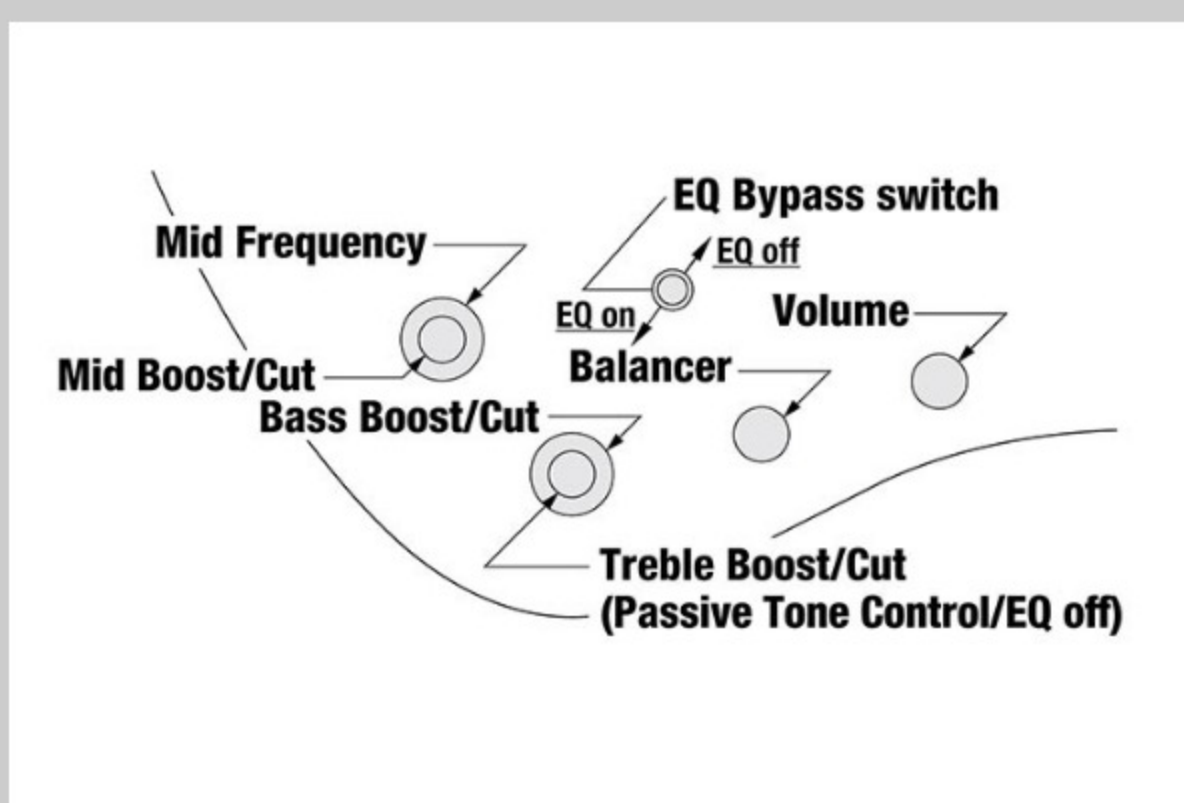 EQ Bypass switch
Mid Frequency
EQ off
EQ on
Volume
Balancer
Mid Boost/Cut
Bass Boost/Cut
Treble Boost/Cut
(Passive Tone Control/EQ off)